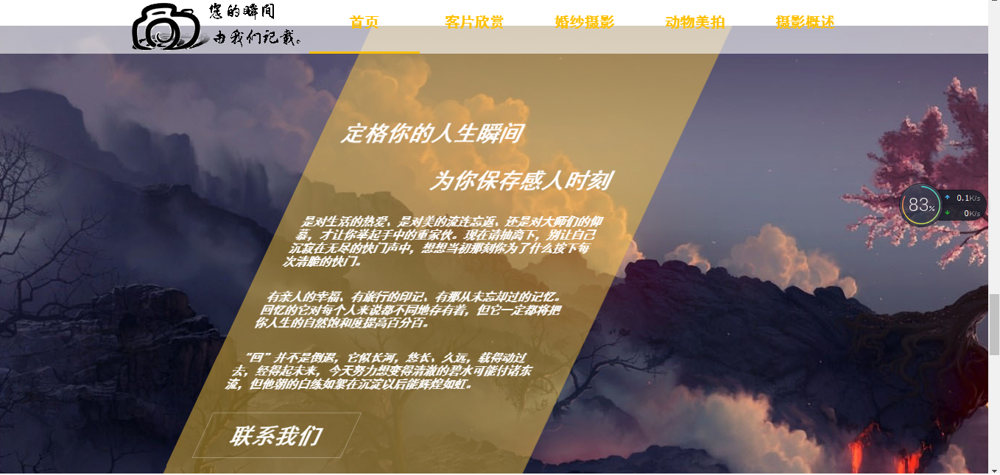 您的瞬间
由我们记载。
首页 客片欣赏 婚纱摄影 动物美拍 摄影概述
定格你的人生瞬间
为你保存感人时刻
是对生活的热爱、是对美的流连忘返、还是对大师们的仰
慕，才让你举起手中的重家伙。现在请抽离下，别让自己
沉寂在无尽的快门声中，想想当初那刻你为了什么按下每
次清脆的快门。
有亲人的幸福、有旅行的印记、有那从未忘却过的记忆。
回忆的它对每个人来说都不同地存有着，但它一定都将把
你人生的自然饱和度提高百分百。
"回"并不是倒退，它似长河，悠长、久远，载得动过
去，经得起未来，今天努力想变得清澈的碧水可能付诸东
流，但他朝的白练如絮在沉淀以后能辉煌如虹。
联系我们
83%
0.1K/s
0K/s